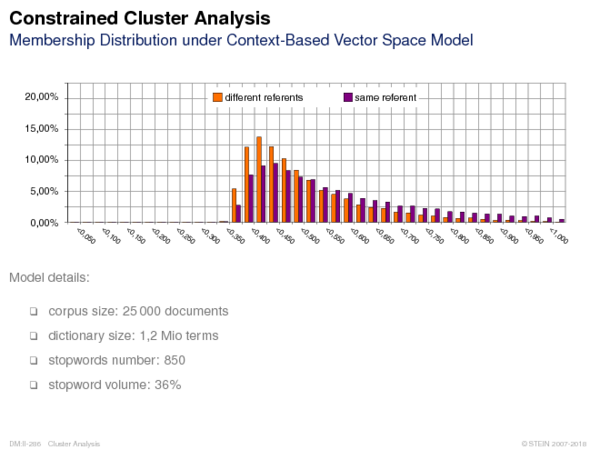 Constrained Cluster Analysis
Membership Distribution under Context-Based Vector Space Model
20,00%
15,00%
10,00%
5,00%
0,00%
different referents
same referent
<0,050
<0,100
<0,150
<0,200
<0,250
<0,300
<0,350
<0,400
<0,450
<0,500
<0,550
<0,600
<0,650
<0,700
<0,750
<0,800
<0,850
<0,900
<0,950
<1,000
Model details:
❑ corpus size: 25 000 documents
❑ dictionary size: 1,2 Mio terms
❑ stopwords number: 850
❑ stopword volume: 36%
Cluster Analysis
© STEIN 2007-2018